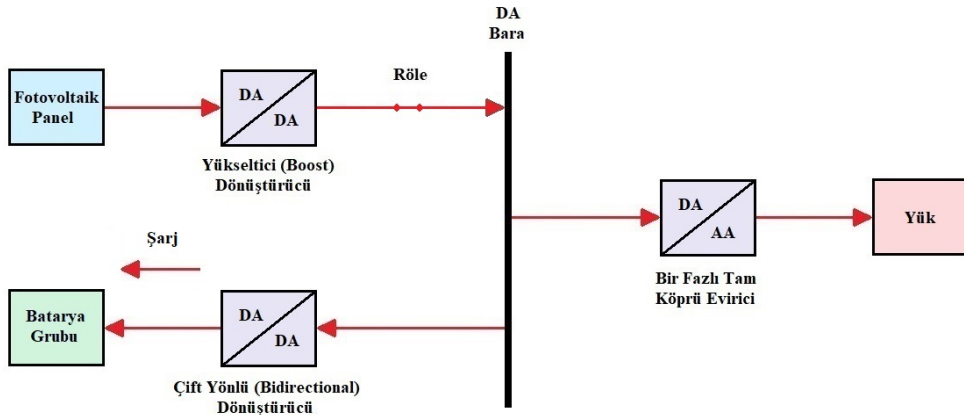 DA
Bara
Fotovoltaik
Panel
DA
DA
Röle
Yükseltici (Boost)
Dönüştürücü
DA
AA
Yük
Bir Fazlı Tam
Köprü Evirici
Şarj
Batarya
Grubu
DA
DA
Çift Yönlü (Bidirectional)
Dönüştürücü